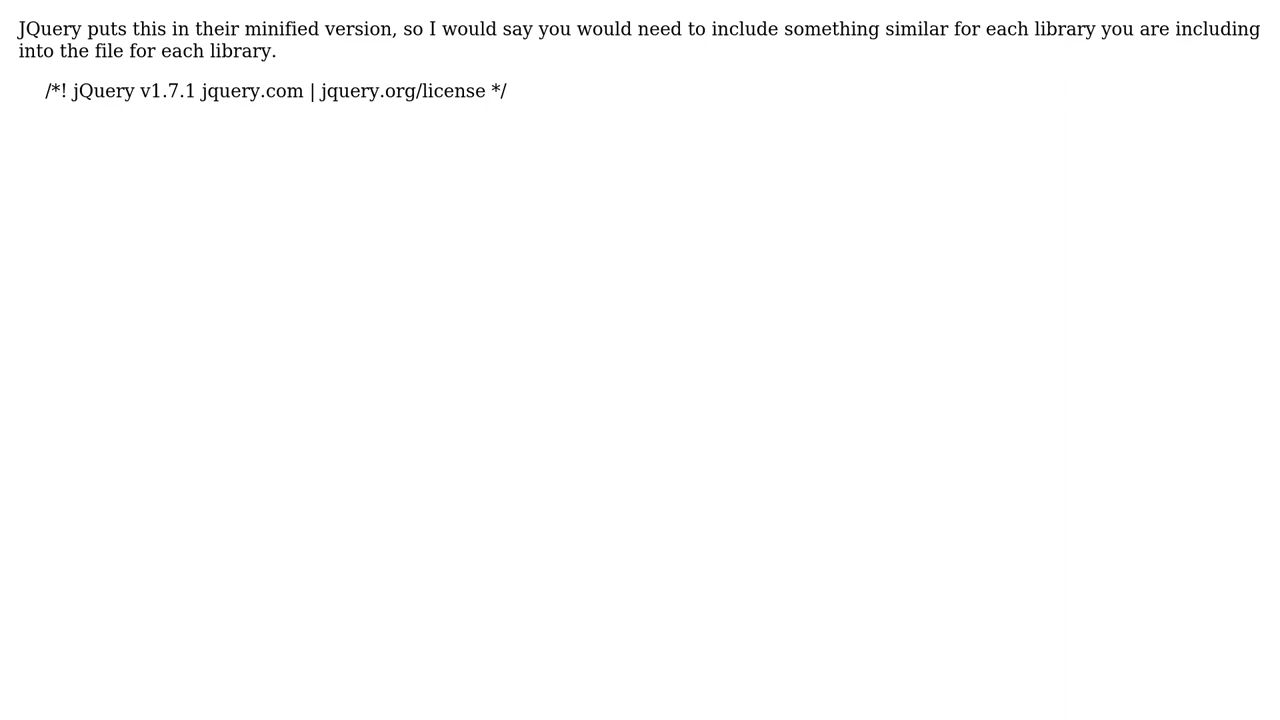 JQuery puts this in their minified version, so I would say you would need to include something similar for each library you are including
into the file for each library.
/*! jQuery v1.7.1 jquery.com | jquery.org/license */